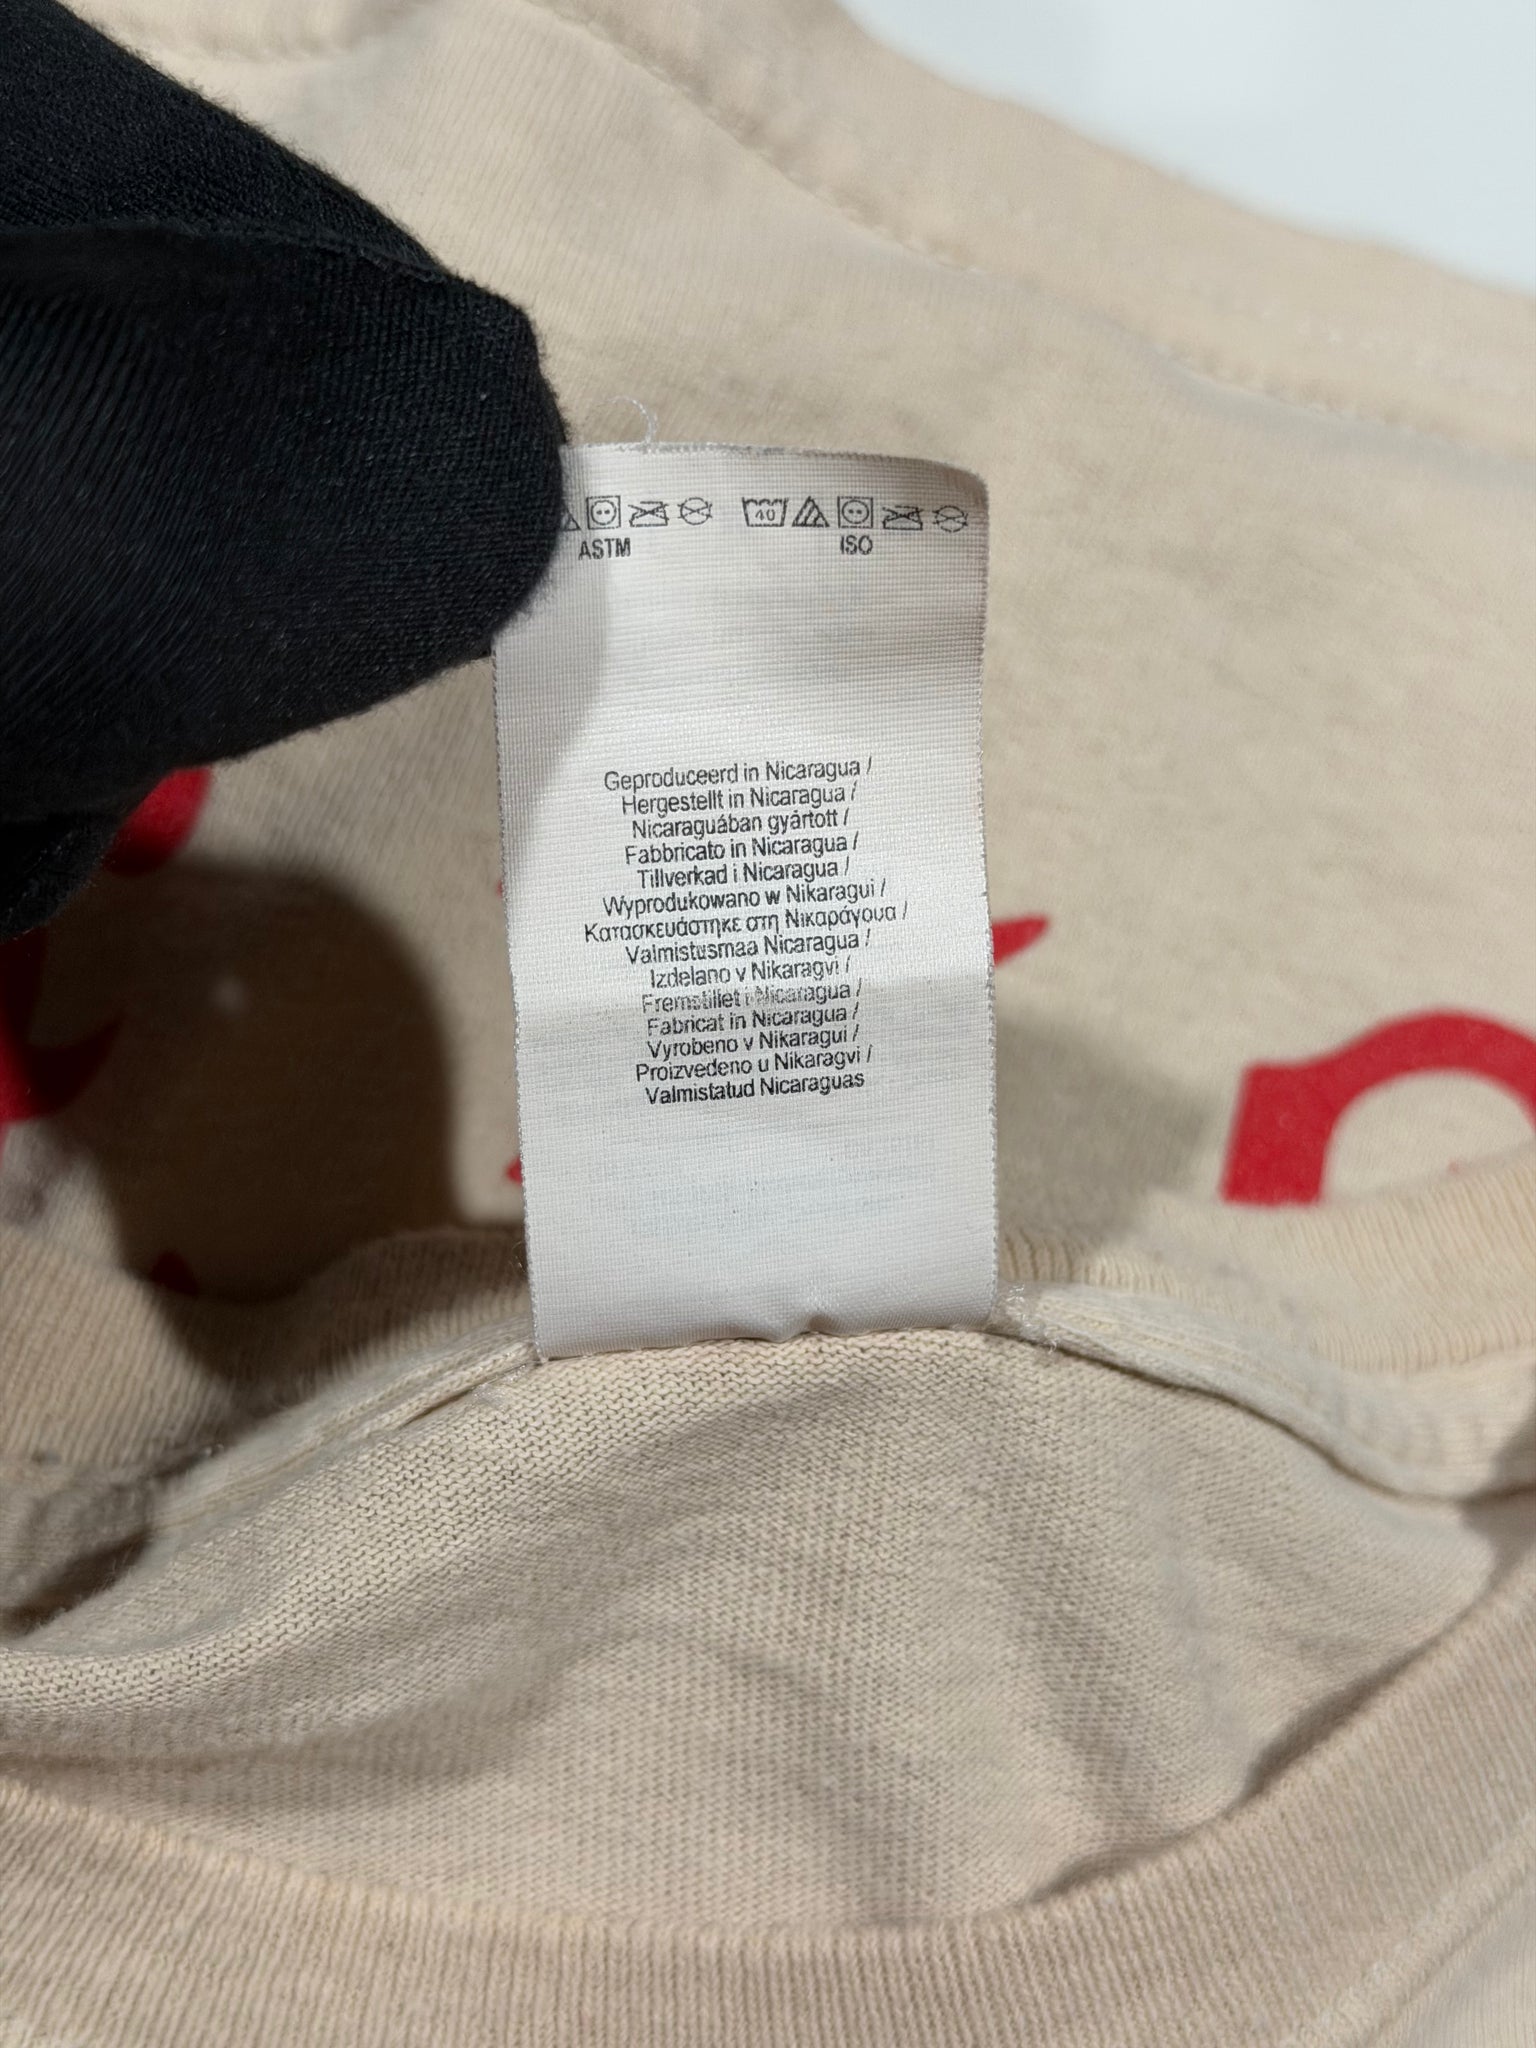 40
ASTM ISO
Geproduceerd in Nicaragua /
Hergestellt in Nicaragua /
Nicaraguában gyártott /
Fabbricato in Nicaragua /
Tillverkad i Nicaragua /
Wyprodukowano w Nikaragui /
Κατασκευάστηκε στη Νικαράγουα /
Valmistusmaa Nicaragua /
Izdelano v Nikaragvi /
Fremstillet i Nicaragua /
Fabricat in Nicaragua /
Vyrobeno v Nikaragui /
Proizvedeno u Nikaragvi /
Valmistatud Nicaraguas